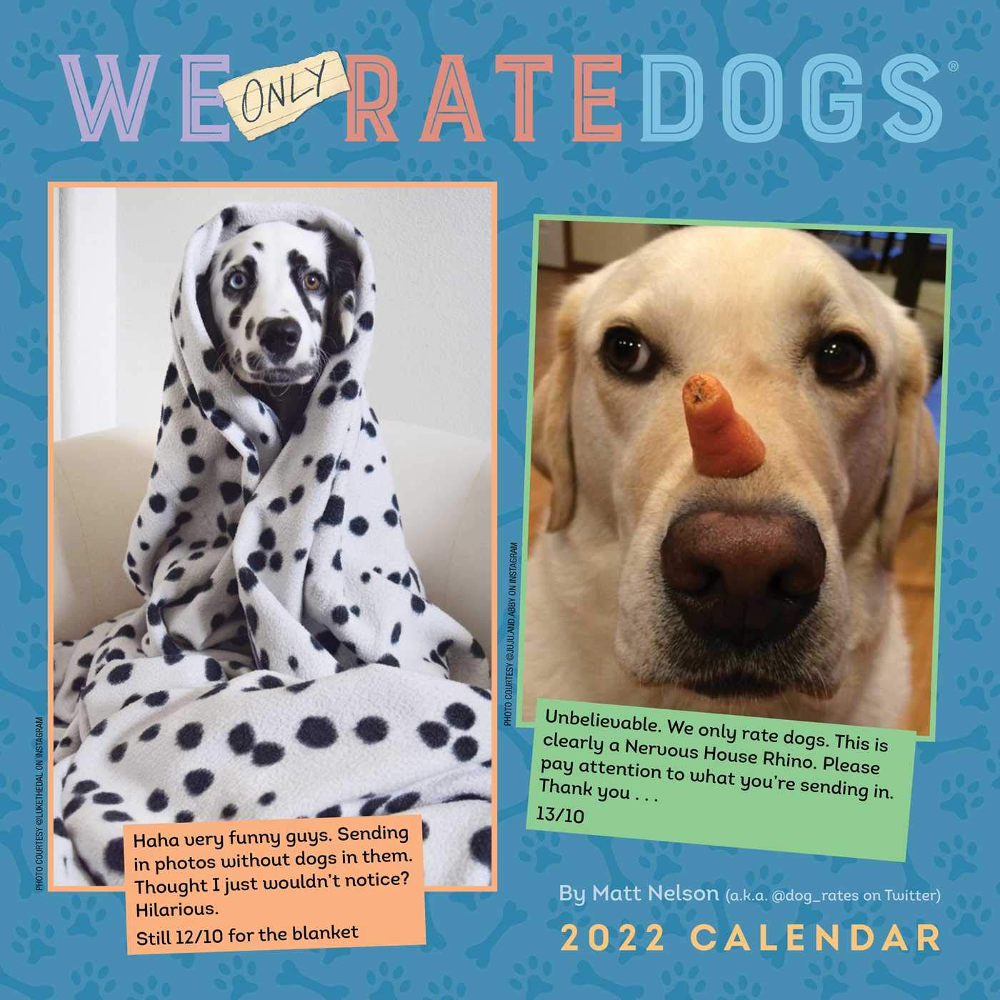 WE ONLY RATEDOGS®
PHOTO COURTESY @LUKETHEDAL ON INSTAGRAM
Haha very funny guys. Sending
in photos without dogs in them.
Thought I just wouldn't notice?
Hilarious.
Still 12/10 for the blanket
PHOTO COURTESY @JUJU.AND.ABBY ON INSTAGRAM
Unbelievable. We only rate dogs. This is
clearly a Nervous House Rhino. Please
pay attention to what you're sending in.
Thank you . . .
13/10
By Matt Nelson (a.k.a. @dog_rates on Twitter)
2022 CALENDAR